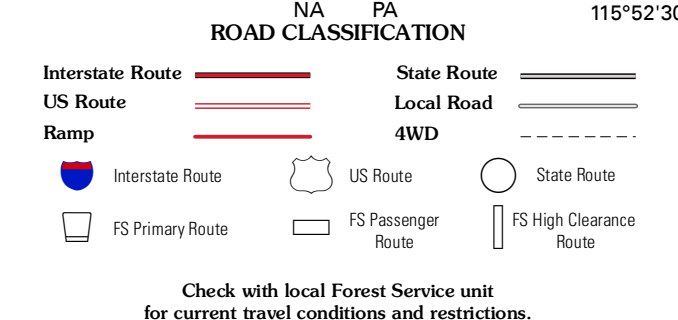 NA PA
115°52'30
ROAD CLASSIFICATION
Interstate Route
State Route
US Route
Local Road
Ramp
4WD
Interstate Route
US Route
State Route
FS Primary Route
FS Passenger
Route
FS High Clearance
Route
Check with local Forest Service unit
for current travel conditions and restrictions.